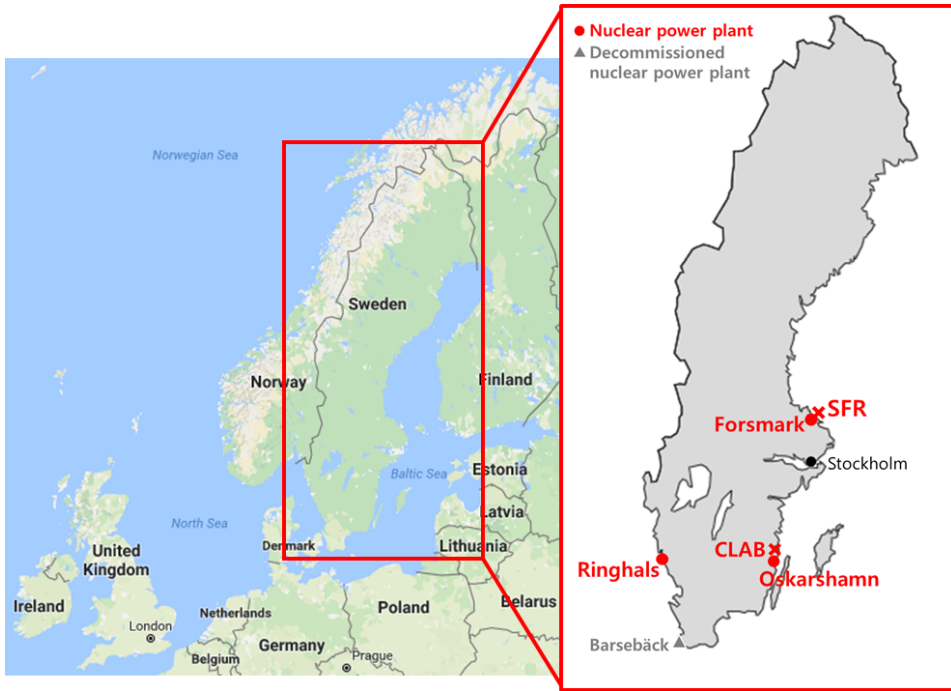 Nuclear power plant
Decommissioned
nuclear power plant
Norwegian Sea
Sweden
Norway
Finland
Baltic Sea
Estonia
North Sea
Latvia
Denmark
Lithuania
United
Kingdom
Ireland
Netherlands
Poland
Belarus
London
Germany
Belgium
Prague
SFR
Forsmark
Stockholm
CLAB
Ringhals
Oskarshamn
Barsebäck